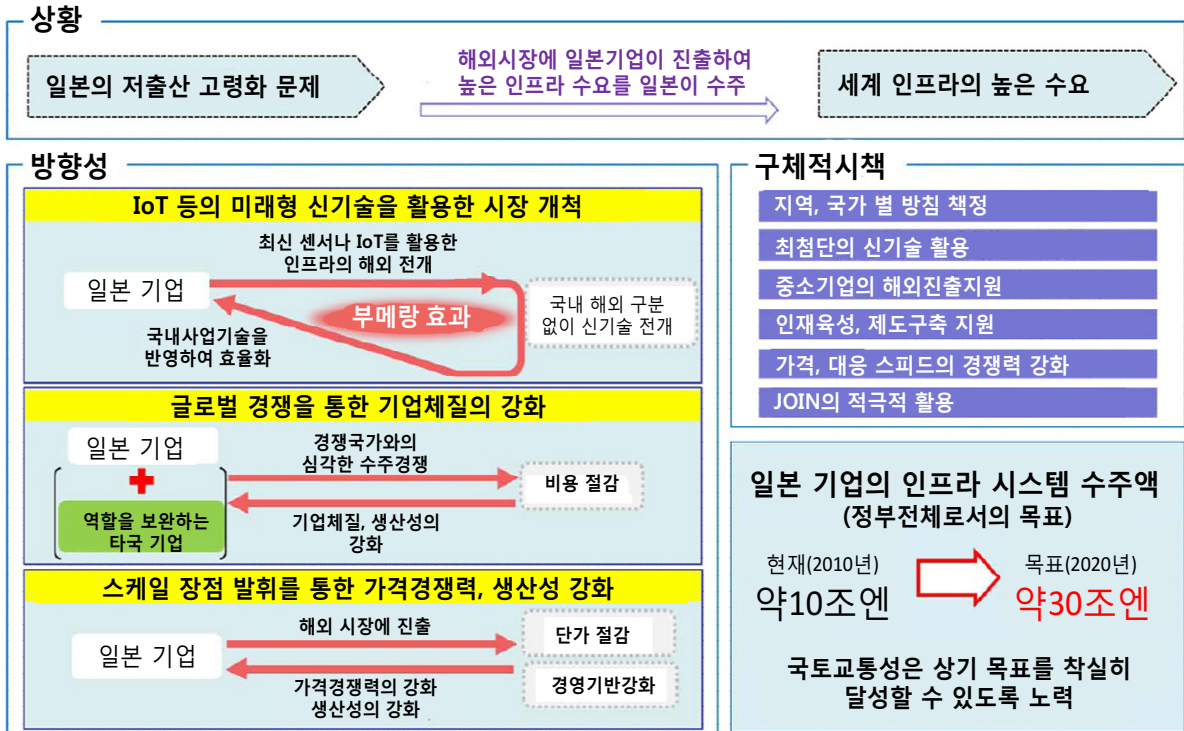 상황
일본의 저출산 고령화 문제
해외시장에 일본기업이 진출하여
높은 인프라 수요를 일본이 수주
세계 인프라의 높은 수요
방향성
IoT 등의 미래형 신기술을 활용한 시장 개척
최신 센서나 IoT를 활용한
인프라의 해외 전개
일본 기업
부메랑 효과
국내 해외 구분
없이 신기술 전개
국내사업기술을
반영하여 효율화
글로벌 경쟁을 통한 기업체질의 강화
일본 기업
역할을 보완하는
타국 기업
경쟁국가와의
심각한 수주경쟁
비용 절감
기업체질, 생산성의
강화
스케일 장점 발휘를 통한 가격경쟁력, 생산성 강화
일본 기업
해외 시장에 진출
단가 절감
경영기반강화
가격경쟁력의 강화
생산성의 강화
구체적시책
지역, 국가 별 방침 책정
최첨단의 신기술 활용
중소기업의 해외진출지원
인재육성, 제도구축 지원
가격, 대응 스피드의 경쟁력 강화
JOIN의 적극적 활용
일본 기업의 인프라 시스템 수주액
(정부전체로서의 목표)
현재(2010년)
약10조엔
목표(2020년)
약30조엔
국토교통성은 상기 목표를 착실히
달성할 수 있도록 노력